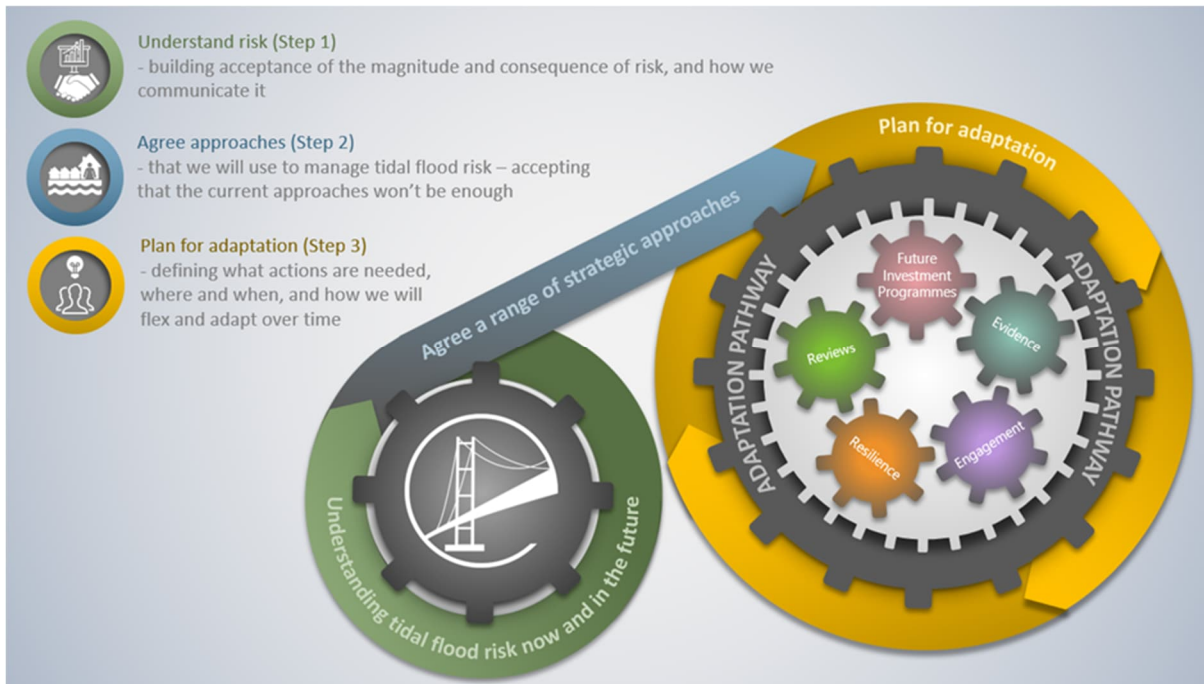 Understand risk (Step 1)
- building acceptance of the magnitude and consequence of risk, and how we
communicate it
Agree approaches (Step 2)
- that we will use to manage tidal flood risk – accepting
that the current approaches won't be enough
Plan for adaptation (Step 3)
- defining what actions are needed,
where and when, and how we will
flex and adapt over time
Understanding tidal flood risk now and in the future
Agree a range of strategic approaches
Plan for adaptation
ADAPTATION PATHWAY
ADAPTATION PATHWAY
Future
Investment
Programmes
Evidence
Reviews
Engagement
Resilience